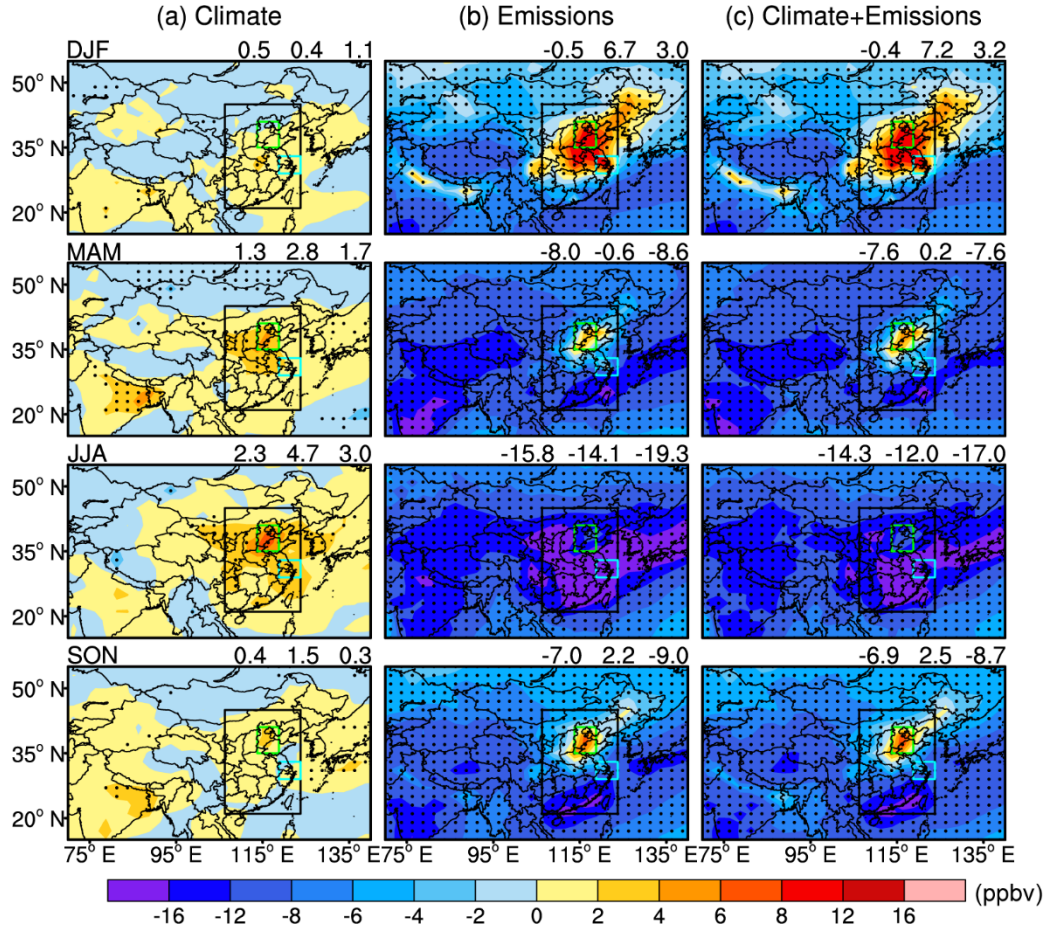 (a) Climate (b) Emissions (c) Climate+Emissions
DJF 0.5 0.4 1.1 -0.5 6.7 3.0 -0.4 7.2 3.2
50° N
35° N
20° N
MAM 1.3 2.8 1.7 -8.0 -0.6 -8.6 -7.6 0.2 -7.6
50° N
35° N
20° N
JJA 2.3 4.7 3.0 -15.8 -14.1 -19.3 -14.3 -12.0 -17.0
50° N
35° N
20° N
SON 0.4 1.5 0.3 -7.0 2.2 -9.0 -6.9 2.5 -8.7
50° N
35° N
20° N
75° E 95° E 115° E 135° E 75° E 95° E 115° E 135° E 75° E 95° E 115° E 135° E
(ppbv)
-16 -12 -8 -6 -4 -2 0 2 4 6 8 12 16